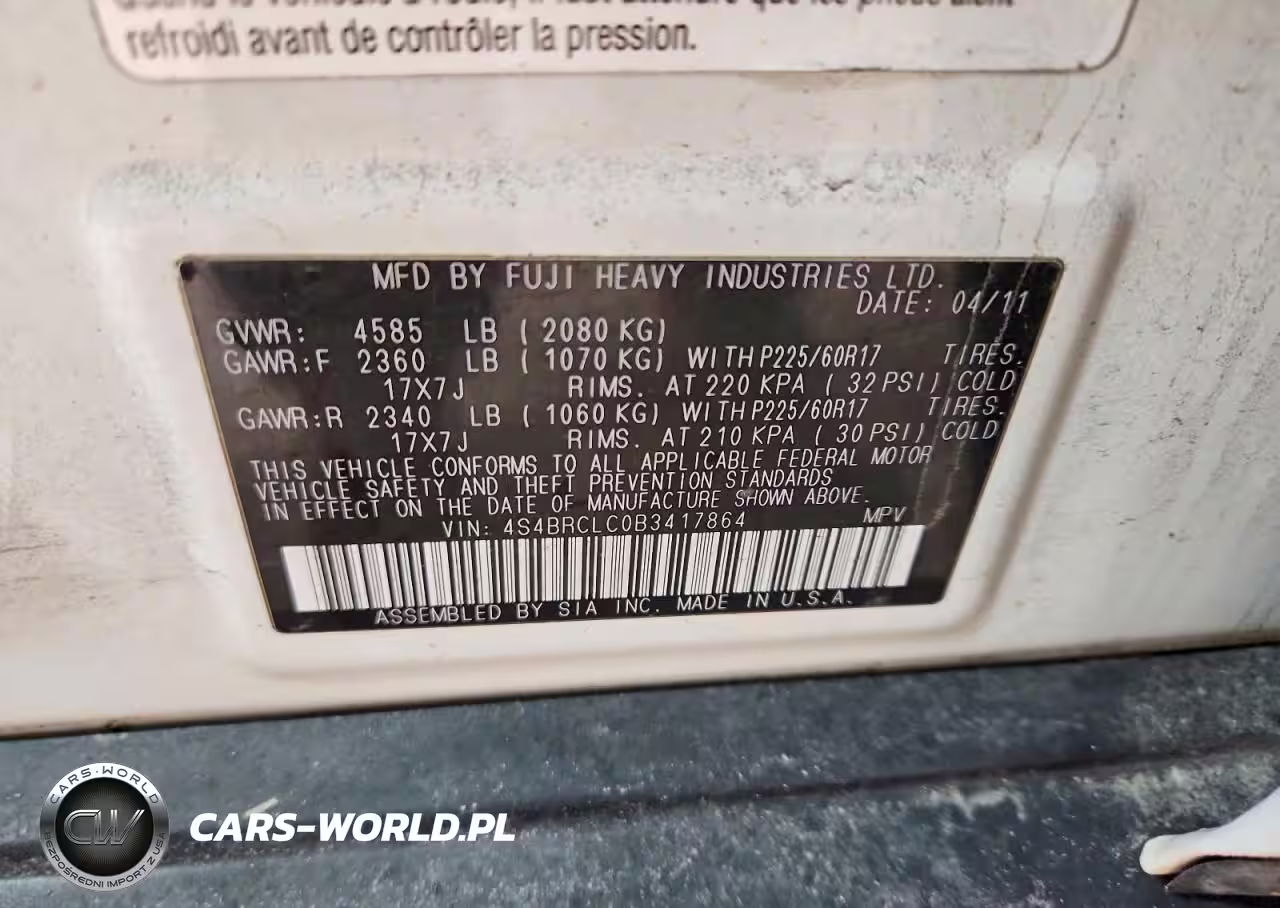 refroidi avant de contrôler la pression.
MFD BY FUJI HEAVY INDUSTRIES LTD.
DATE: 04/11
GVWR: 4585 LB ( 2080 KG)
GAWR:F 2360 LB ( 1070 KG) WITH P225/60R17 TIRES.
17X7J RIMS. AT 220 KPA ( 32 PSI) COLD
GAWR:R 2340 LB ( 1060 KG) WITH P225/60R17 TIRES.
17X7J RIMS. AT 210 KPA ( 30 PSI) COLD
THIS VEHICLE CONFORMS TO ALL APPLICABLE FEDERAL MOTOR
VEHICLE SAFETY AND THEFT PREVENTION STANDARDS
IN EFFECT ON THE DATE OF MANUFACTURE SHOWN ABOVE.
VIN: 4S4BRCLC0B3417864 MPV
ASSEMBLED BY SIA INC. MADE IN U.S.A.
CARS-WORLD
CW
BEZPOŚREDNI IMPORT Z USA
CARS-WORLD.PL